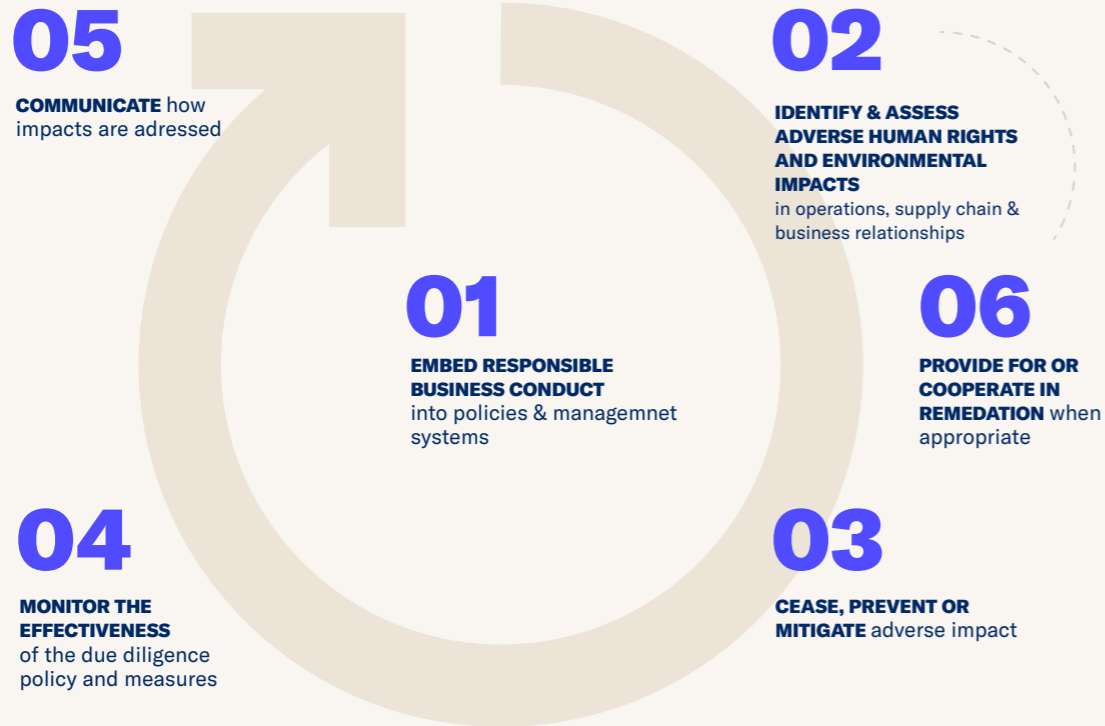 05
COMMUNICATE how
impacts are adressed
02
IDENTIFY & ASSESS
ADVERSE HUMAN RIGHTS
AND ENVIRONMENTAL
IMPACTS
in operations, supply chain &
business relationships
01
EMBED RESPONSIBLE
BUSINESS CONDUCT
into policies & managemnet
systems
06
PROVIDE FOR OR
COOPERATE IN
REMEDATION when
appropriate
04
MONITOR THE
EFFECTIVENESS
of the due diligence
policy and measures
03
CEASE, PREVENT OR
MITIGATE adverse impact